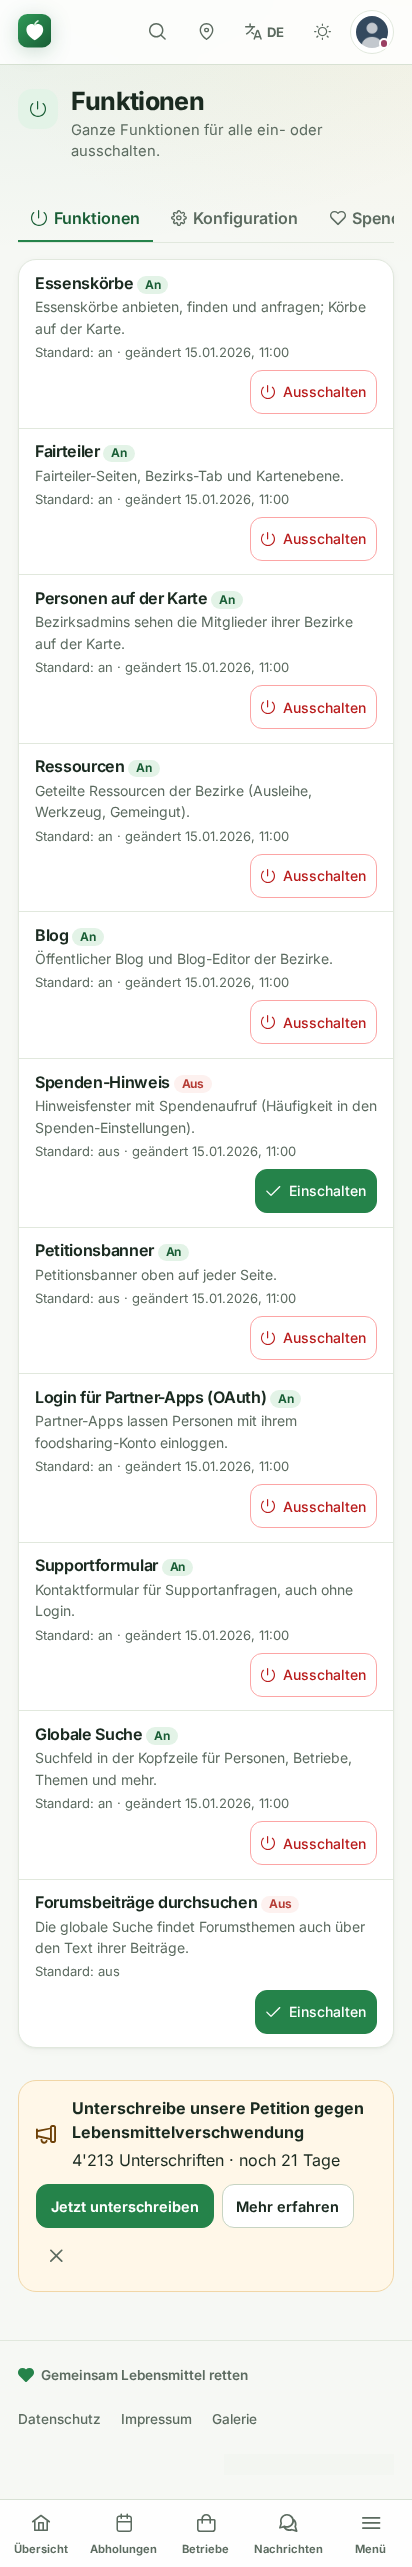 DE
Funktionen
Ganze Funktionen für alle ein- oder
ausschalten.
Funktionen Konfiguration Spend
Essenskörbe An
Essenskörbe anbieten, finden und anfragen; Körbe
auf der Karte.
Standard: an · geändert 15.01.2026, 11:00
Ausschalten
Fairteiler An
Fairteiler-Seiten, Bezirks-Tab und Kartenebene.
Standard: an · geändert 15.01.2026, 11:00
Ausschalten
Personen auf der Karte An
Bezirksadmins sehen die Mitglieder ihrer Bezirke
auf der Karte.
Standard: an · geändert 15.01.2026, 11:00
Ausschalten
Ressourcen An
Geteilte Ressourcen der Bezirke (Ausleihe,
Werkzeug, Gemeingut).
Standard: an · geändert 15.01.2026, 11:00
Ausschalten
Blog An
Öffentlicher Blog und Blog-Editor der Bezirke.
Standard: an · geändert 15.01.2026, 11:00
Ausschalten
Spenden-Hinweis Aus
Hinweisfenster mit Spendenaufruf (Häufigkeit in den
Spenden-Einstellungen).
Standard: aus · geändert 15.01.2026, 11:00
Einschalten
Petitionsbanner An
Petitionsbanner oben auf jeder Seite.
Standard: aus · geändert 15.01.2026, 11:00
Ausschalten
Login für Partner-Apps (OAuth) An
Partner-Apps lassen Personen mit ihrem
foodsharing-Konto einloggen.
Standard: an · geändert 15.01.2026, 11:00
Ausschalten
Supportformular An
Kontaktformular für Supportanfragen, auch ohne
Login.
Standard: an · geändert 15.01.2026, 11:00
Ausschalten
Globale Suche An
Suchfeld in der Kopfzeile für Personen, Betriebe,
Themen und mehr.
Standard: an · geändert 15.01.2026, 11:00
Ausschalten
Forumsbeiträge durchsuchen Aus
Die globale Suche findet Forumsthemen auch über
den Text ihrer Beiträge.
Standard: aus
Einschalten
Unterschreibe unsere Petition gegen
Lebensmittelverschwendung
4'213 Unterschriften · noch 21 Tage
Jetzt unterschreiben Mehr erfahren
Gemeinsam Lebensmittel retten
Datenschutz Impressum Galerie
Übersicht Abholungen Betriebe Nachrichten Menü